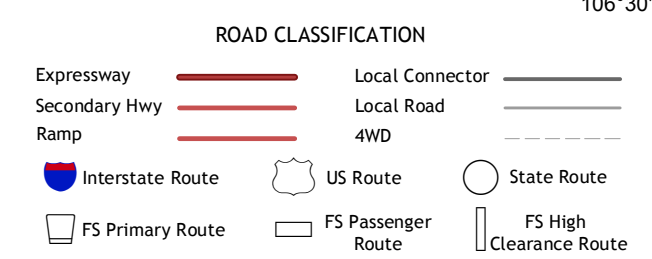 106°30'
ROAD CLASSIFICATION
Expressway
Local Connector
Secondary Hwy
Local Road
Ramp
4WD
Interstate Route
US Route
State Route
FS Primary Route
FS Passenger
Route
FS High
Clearance Route